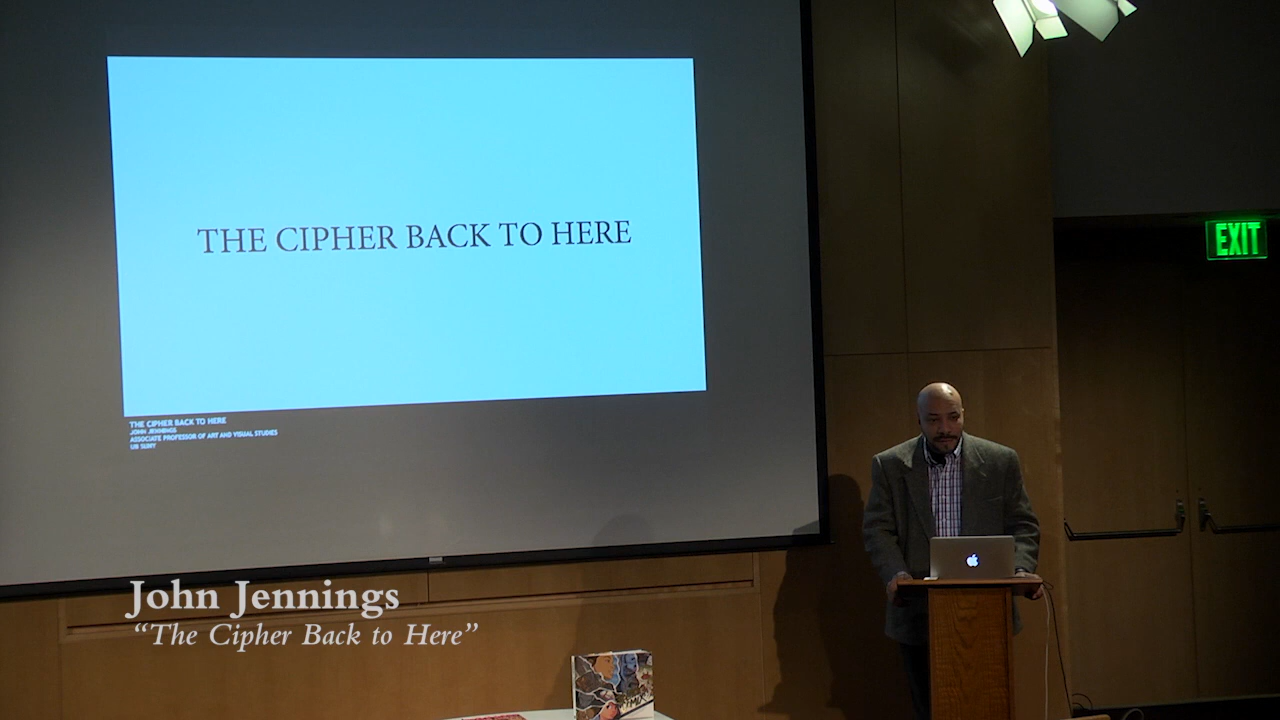 THE CIPHER BACK TO HERE
THE CIPHER BACK TO HERE
JOHN JENNINGS
ASSOCIATE PROFESSOR OF ART AND VISUAL STUDIES
UB SUNY
EXIT
John Jennings
“The Cipher Back to Here”